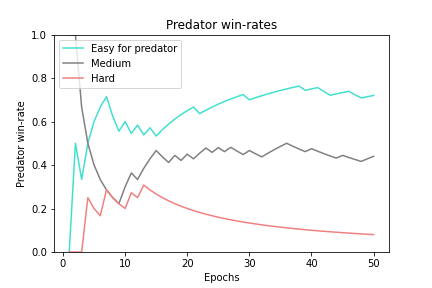 Predator win-rates
Easy for predator
Medium
Hard
Predator win-rate
1.0
0.8
0.6
0.4
0.2
0.0
0 10 20 30 40 50
Epochs